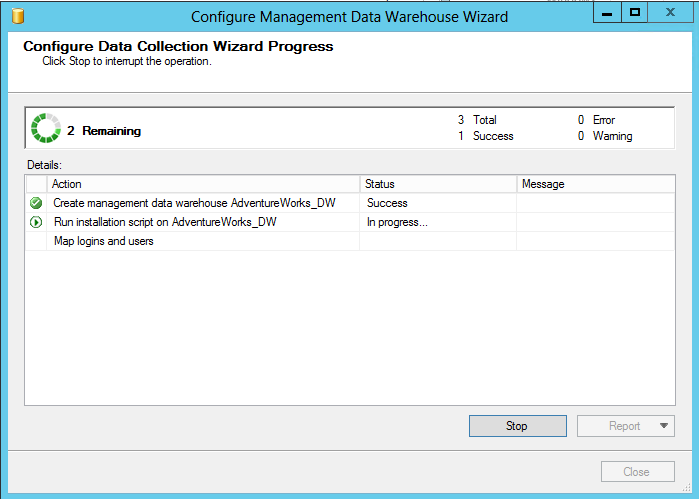 Configure Management Data Warehouse Wizard
Configure Data Collection Wizard Progress
Click Stop to interrupt the operation.
2 Remaining
3 Total 0 Error
1 Success 0 Warning
Details:
Action Status Message
Create management data warehouse AdventureWorks_DW Success
Run installation script on AdventureWorks_DW In progress...
Map logins and users
Stop Report
Close